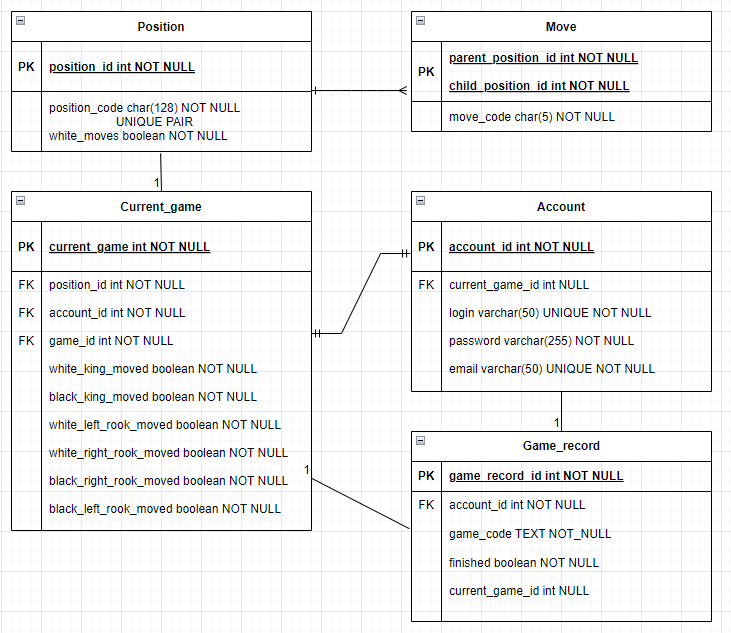 Position
PK
position_id int NOT NULL
position_code char(128) NOT NULL
UNIQUE PAIR
white_moves boolean NOT NULL
Move
PK
parent_position_id int NOT NULL
child_position_id int NOT NULL
move_code char(5) NOT NULL
1
Current_game
PK
current_game int NOT NULL
FK
position_id int NOT NULL
FK
account_id int NOT NULL
FK
game_id int NOT NULL
white_king_moved boolean NOT NULL
black_king_moved boolean NOT NULL
white_left_rook_moved boolean NOT NULL
white_right_rook_moved boolean NOT NULL
black_right_rook_moved boolean NOT NULL
black_left_rook_moved boolean NOT NULL
1
Account
PK
account_id int NOT NULL
FK
current_game_id int NULL
login varchar(50) UNIQUE NOT NULL
password varchar(255) NOT NULL
email varchar(50) UNIQUE NOT NULL
1
Game_record
PK
game_record_id int NOT NULL
FK
account_id int NOT NULL
game_code TEXT NOT_NULL
finished boolean NOT NULL
current_game_id int NULL